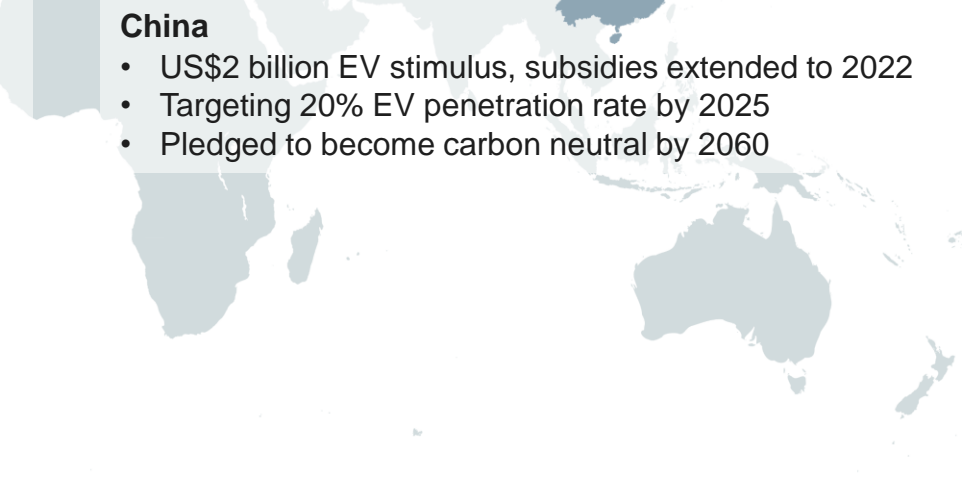 China
• US$2 billion EV stimulus, subsidies extended to 2022
• Targeting 20% EV penetration rate by 2025
• Pledged to become carbon neutral by 2060